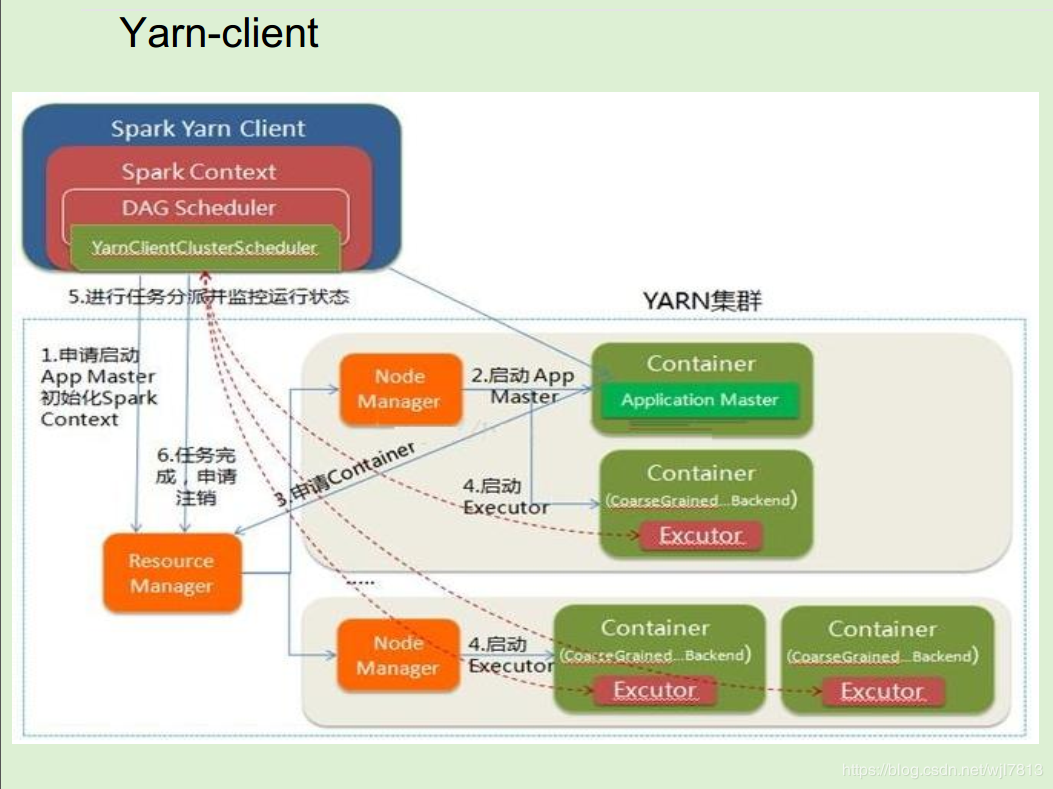 Yarn-client
Spark Yarn Client
Spark Context
DAG Scheduler
YarnClientClusterScheduler
5.进行任务分派并监控运行状态
YARN集群
1.申请启动
App Master
初始化Spark
Context
6.任务完
成，申请
注销
Node
Manager
2.启动 App
Master
Container
Application Master
3.申请Container
4.启动
Executor
Container
(CoarseGrained...Backend)
Excutor
Resource
Manager
.....
Node
Manager
4.启动
Executor
Container
(CoarseGrained...Backend)
Excutor
Container
(CoarseGrained...Backend)
Excutor
https://blog.csdn.net/wjl7813